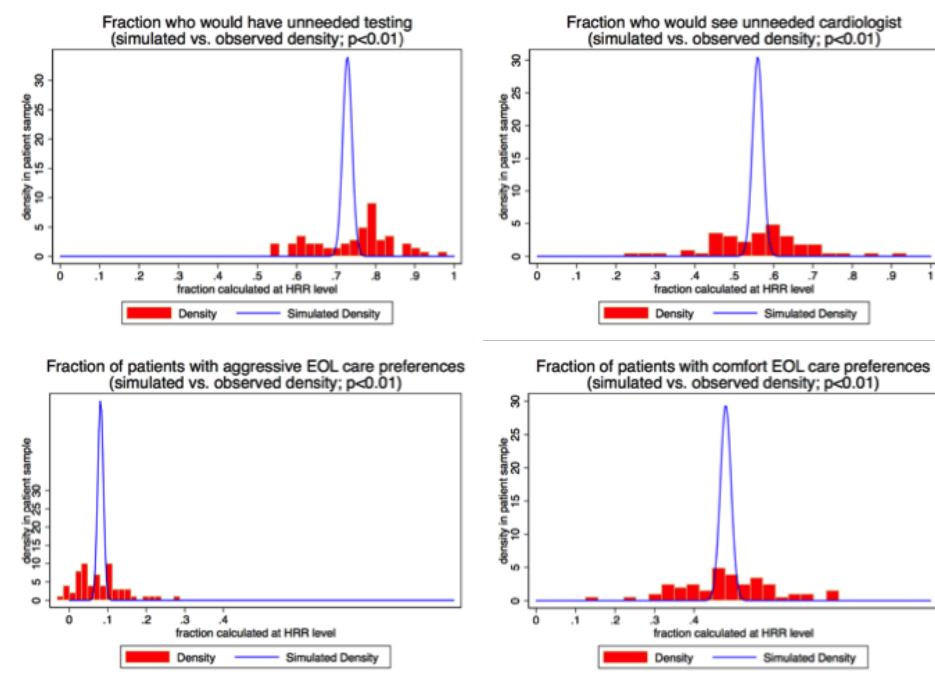 Fraction who would have unneeded testing
(simulated vs. observed density; p<0.01)
density in patient sample
0 5 10 15 20 25 30
0 .1 .2 .3 .4 .5 .6 .7 .8 .9 1
fraction calculated at HRR level
Density Simulated Density
Fraction who would see unneeded cardiologist
(simulated vs. observed density; p<0.01)
density in patient sample
0 5 10 15 20 25 30
0 .1 .2 .3 .4 .5 .6 .7 .8 .9 1
fraction calculated at HRR level
Density Simulated Density
Fraction of patients with aggressive EOL care preferences
(simulated vs. observed density; p<0.01)
density in patient sample
0 5 10 15 20 25 30
0 .1 .2 .3 .4
fraction calculated at HRR level
Density Simulated Density
Fraction of patients with comfort EOL care preferences
(simulated vs. observed density; p<0.01)
density in patient sample
0 5 10 15 20 25 30
0 .1 .2 .3 .4
fraction calculated at HRR level
Density Simulated Density